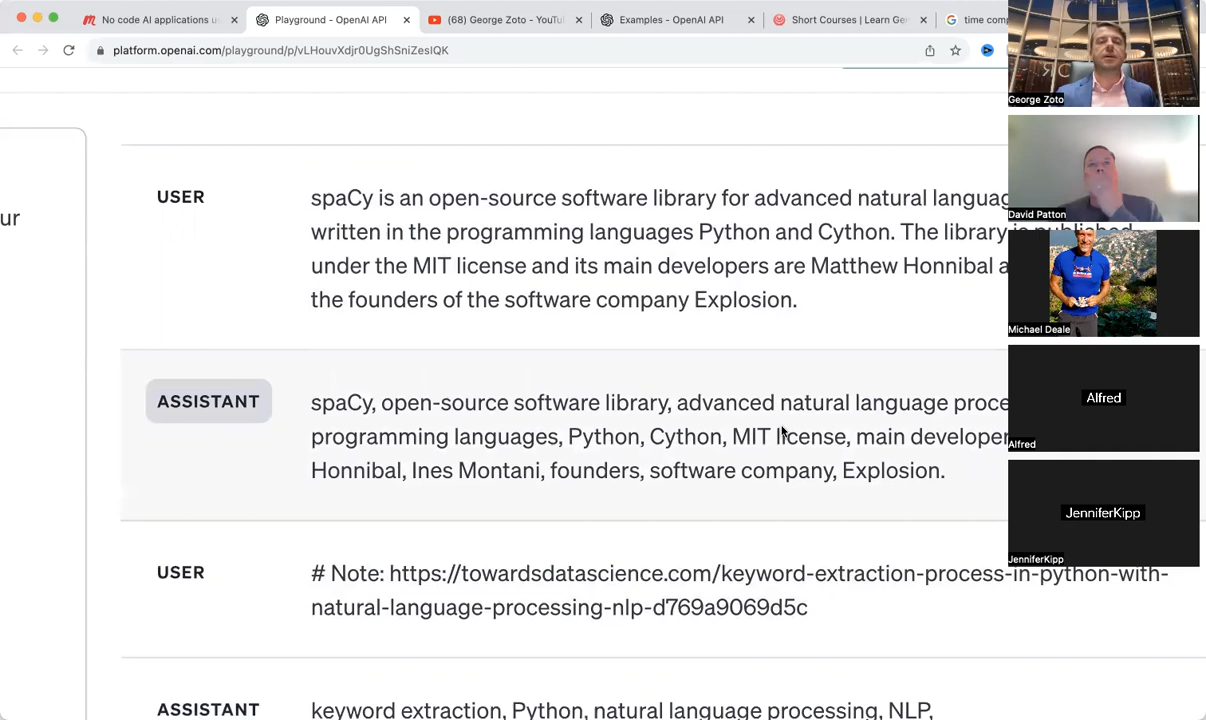 No code AI applications u
Playground - OpenAI API
(68) George Zoto - YouT
Examples - OpenAI API
Short Courses | Learn Ge
time comp
platform.openai.com/playground/p/vLHouvXdjr0UgShSniZesIQK
George Zoto
David Patton
Michael Deale
Alfred
Alfred
JenniferKipp
JenniferKipp
ur
USER
spaCy is an open-source software library for advanced natural languag
written in the programming languages Python and Cython. The library is published
under the MIT license and its main developers are Matthew Honnibal a
the founders of the software company Explosion.
ASSISTANT
spaCy, open-source software library, advanced natural language proce
programming languages, Python, Cython, MIT license, main developer
Honnibal, Ines Montani, founders, software company, Explosion.
USER
# Note: https://towardsdatascience.com/keyword-extraction-process-in-python-with-
natural-language-processing-nlp-d769a9069d5c
ASSISTANT
keyword extraction, Python, natural language processing, NLP,